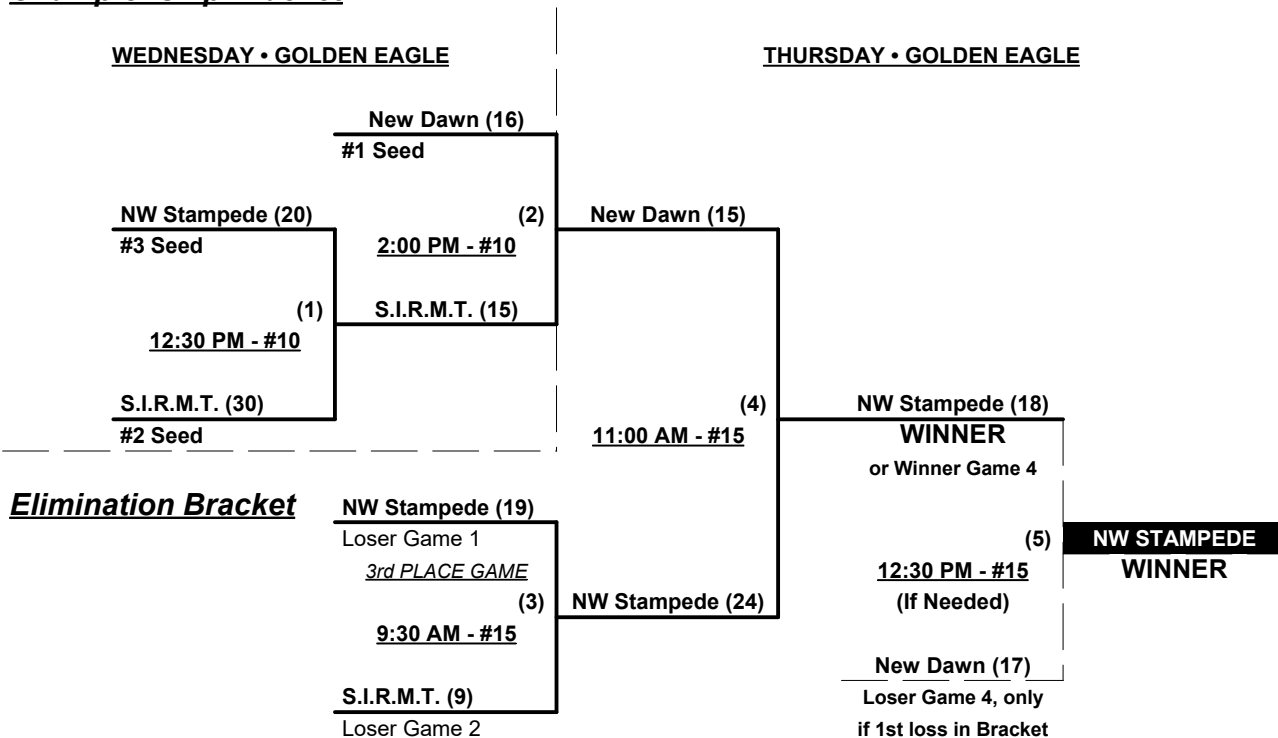 WEDNESDAY • GOLDEN EAGLE
THURSDAY • GOLDEN EAGLE
New Dawn (16)
#1 Seed
NW Stampede (20)
(2)
New Dawn (15)
#3 Seed
2:00 PM - #10
(1)
S.I.R.M.T. (15)
12:30 PM - #10
S.I.R.M.T. (30)
(4)
NW Stampede (18)
#2 Seed
11:00 AM - #15
WINNER
or Winner Game 4
Elimination Bracket
NW Stampede (19)
Loser Game 1
(5)
NW STAMPEDE
3rd PLACE GAME
12:30 PM - #15
WINNER
(3)
NW Stampede (24)
(If Needed)
9:30 AM - #15
New Dawn (17)
S.I.R.M.T. (9)
Loser Game 4, only
Loser Game 2
if 1st loss in Bracket